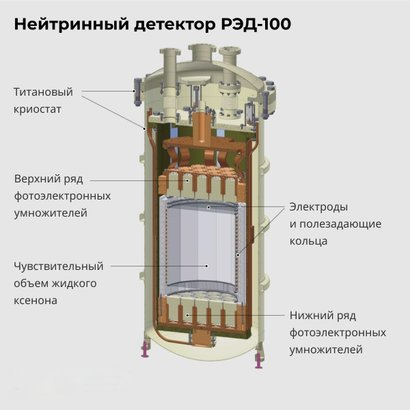 Нейтринный детектор РЭД-100
Титановый
криостат
Верхний ряд
фотоэлектронных
умножителей
Электроды
и полезадающие
кольца
Чувствительный
объем жидкого
ксенона
Нижний ряд
фотоэлектронных
умножителей